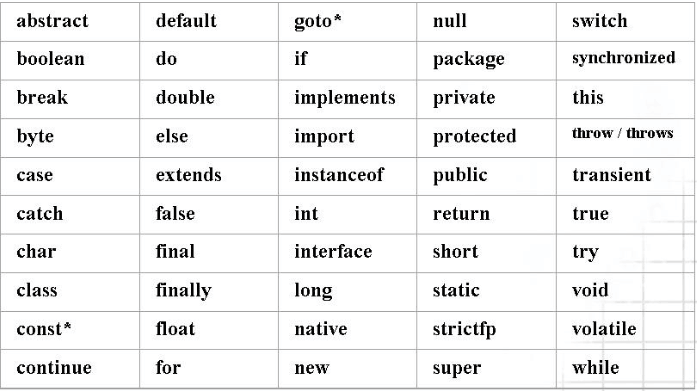 abstract default goto* null switch
boolean do if package synchronized
break double implements private this
byte else import protected throw / throws
case extends instanceof public transient
catch false int return true
char final interface short try
class finally long static void
const* float native strictfp volatile
continue for new super while